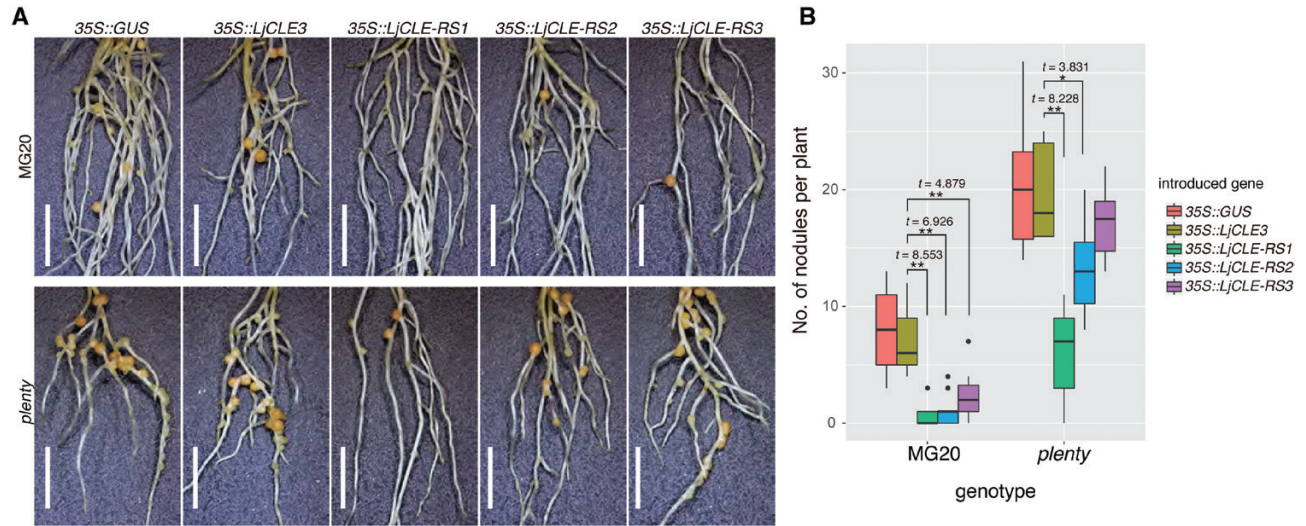 A
35S::GUS 35S::LjCLE3 35S::LjCLE-RS1 35S::LjCLE-RS2 35S::LjCLE-RS3
MG20
plenty
B
No. of nodules per plant
30
20
10
0
t = 3.831
*
t = 8.228
**
t = 4.879
**
t = 6.926
**
t = 8.553
**
MG20 plenty
genotype
introduced gene
35S::GUS
35S::LjCLE3
35S::LjCLE-RS1
35S::LjCLE-RS2
35S::LjCLE-RS3